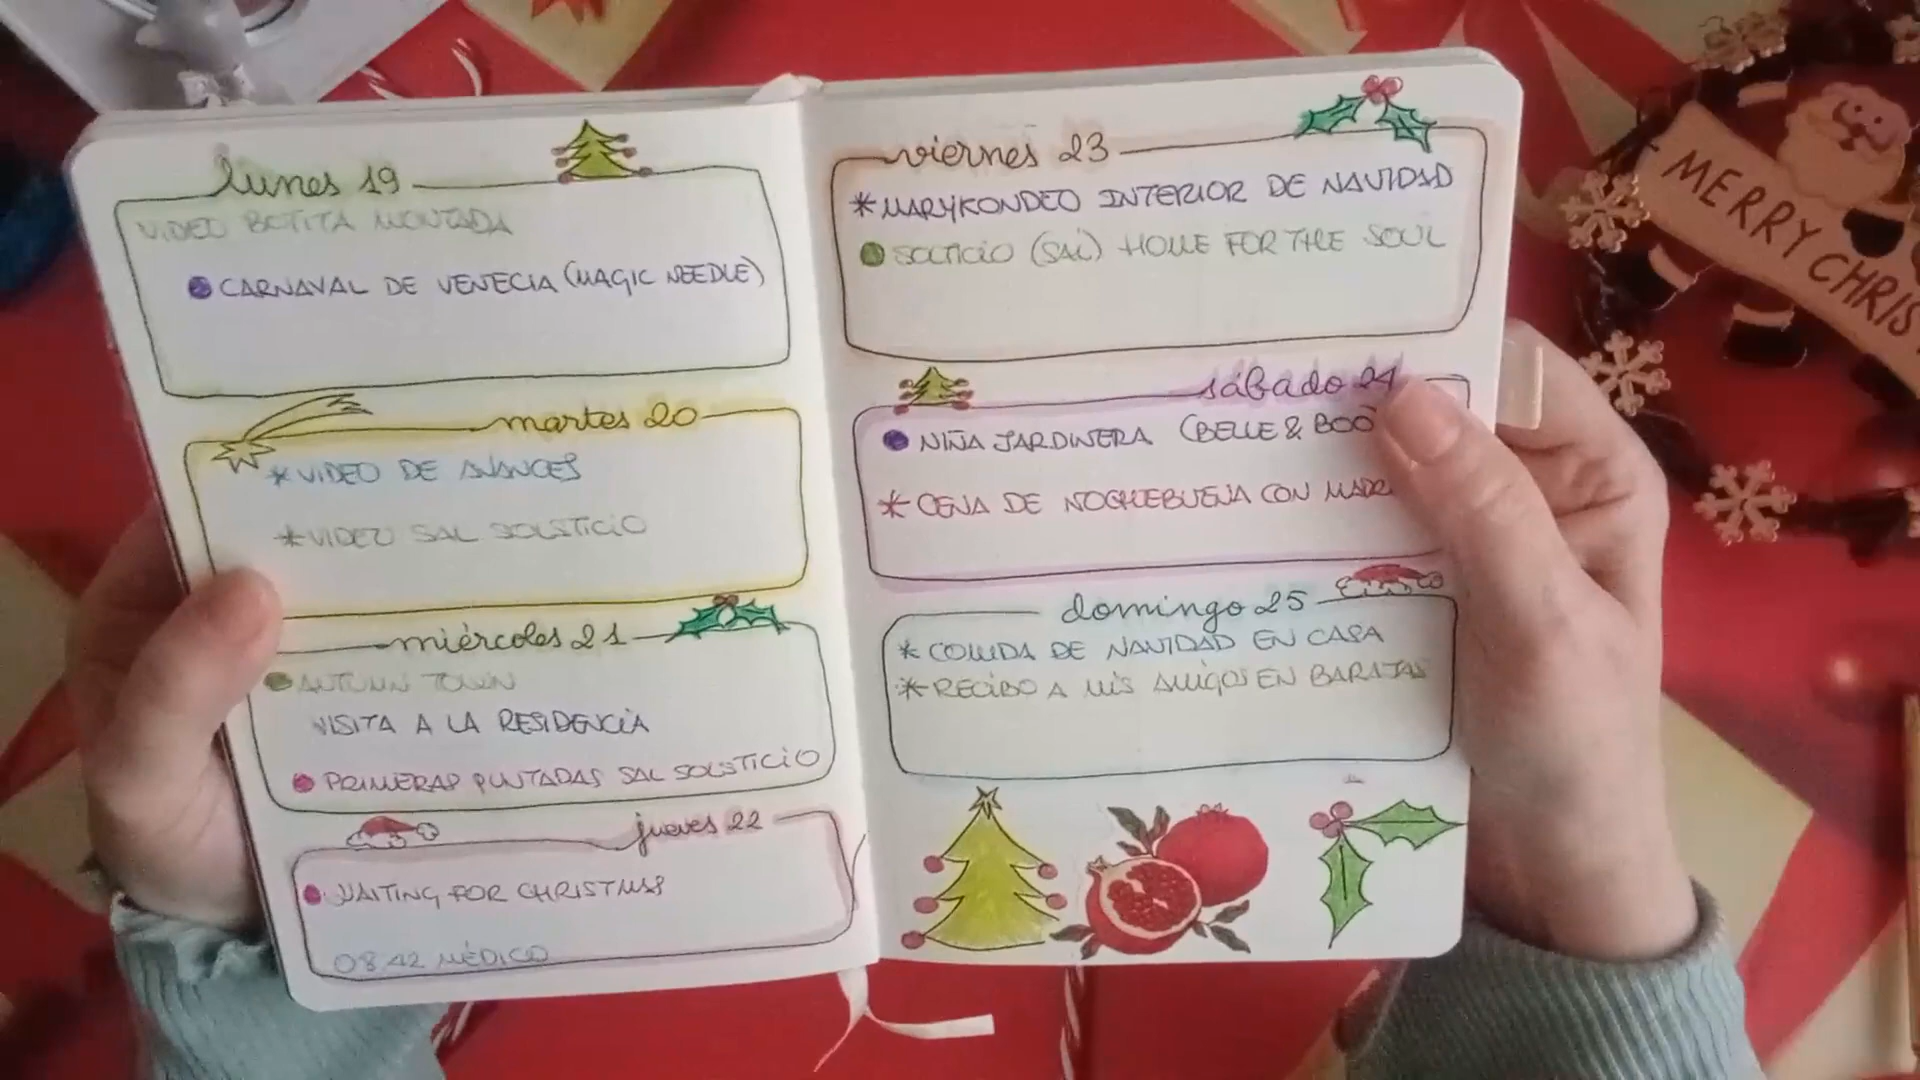 lunes 19
VIDEO BOTITA MONTADA
CARNAVAL DE VENECIA (MAGIC NEEDLE)
martes 20
*VIDEO DE AVANCES
*VIDEO SAL SOLSTICIO
miércoles 21
AUTUMN TOWN
VISITA A LA RESIDENCIA
PRIMERAS PUNTADAS SAL SOLSTICIO
jueves 22
WAITING FOR CHRISTMAS
08:42 MÉDICO
viernes 23
*MARYKONDEO INTERIOR DE NAVIDAD
SOLTICIO (SAL) HOME FOR THE SOUL
sábado 24
NIÑA JARDINERA (BELLE & BOO
*CENA DE NOCHEBUENA CON
domingo 25
*COMIDA DE NAVIDAD EN CASA
*RECIBO A MIS AMIGOS EN BARAJAS
MERRY
CHRIS